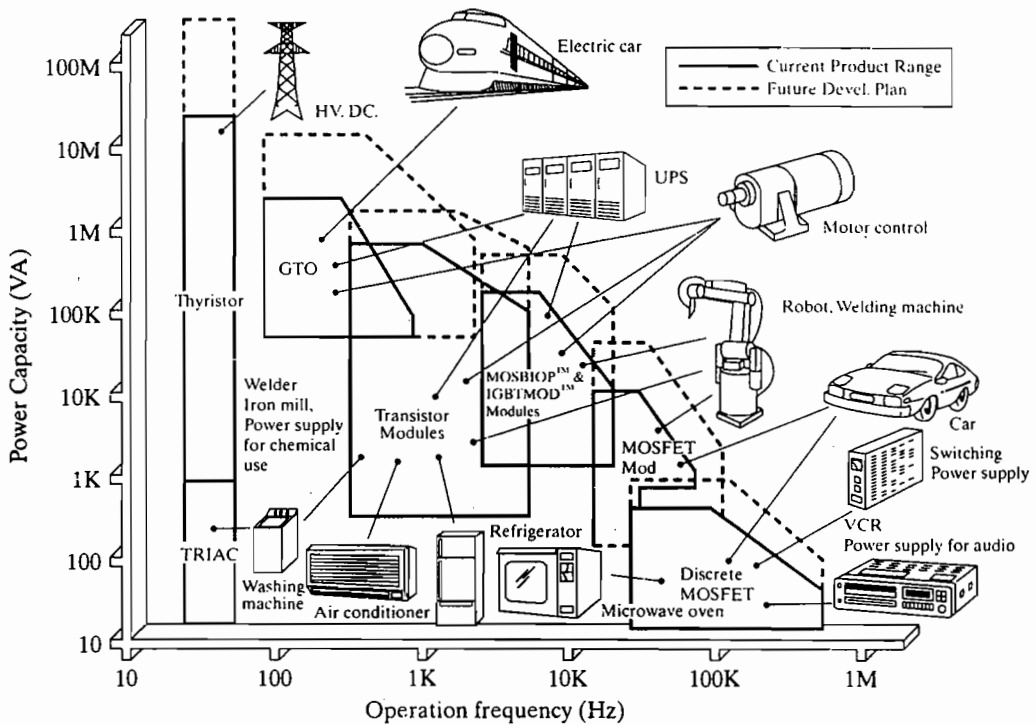 100M
10M
1M
100K
10K
1K
100
10
Power Capacity (VA)
10
100
1K
10K
100K
1M
Operation frequency (Hz)
Electric car
Current Product Range
Future Devel. Plan
HV. DC.
UPS
Motor control
GTO
Thyristor
Robot, Welding machine
MOSBIOP™ &
IGBTMOD™
Modules
Welder
Iron mill,
Power supply
for chemical
use
Transistor
Modules
MOSFET
Mod
Car
Switching
Power supply
TRIAC
Washing
machine
Air conditioner
Refrigerator
Microwave oven
Discrete
MOSFET
VCR
Power supply for audio